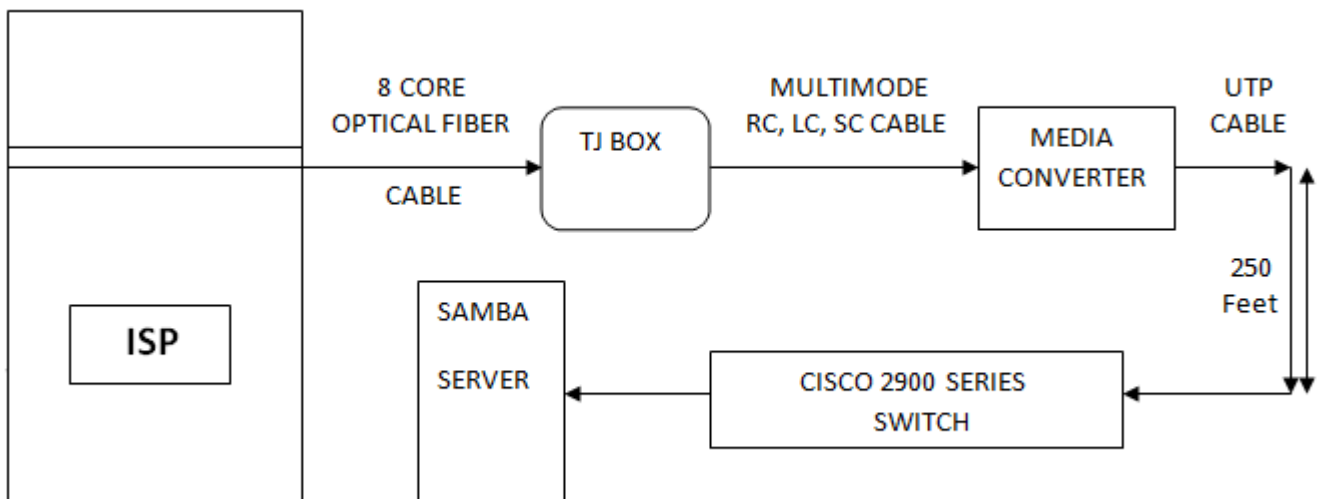 8 CORE
OPTICAL FIBER
CABLE
TJ BOX
MULTIMODE
RC, LC, SC CABLE
MEDIA
CONVERTER
UTP
CABLE
250
Feet
ISP
SAMBA
SERVER
CISCO 2900 SERIES
SWITCH